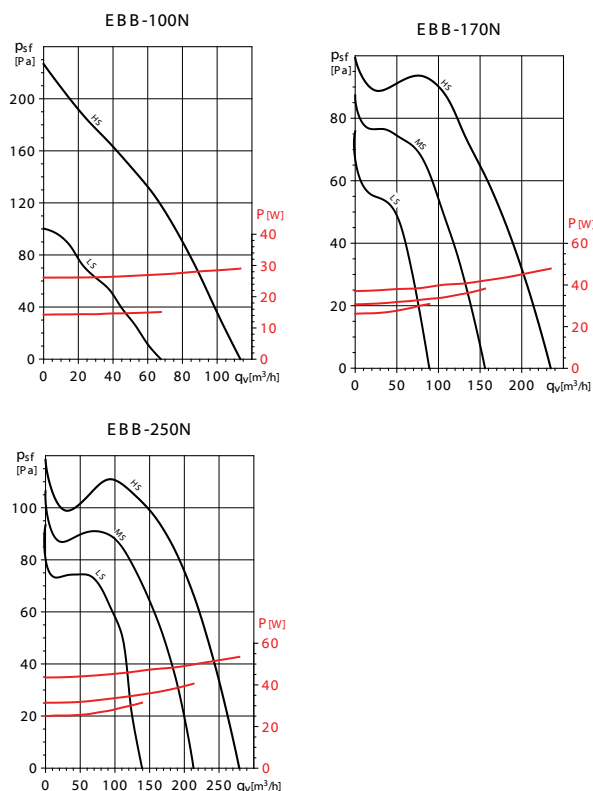 EBB-100N
psf
[Pa]
200
160
120
80
40
0
HS
LS
P [W]
40
30
20
10
0
0 20 40 60 80 100 qv[m³/h]
EBB-170N
psf
[Pa]
80
60
40
20
0
HS
MS
LS
P [W]
60
40
20
0
0 50 100 150 200 qv[m³/h]
EBB-250N
psf
[Pa]
100
80
60
40
20
0
HS
MS
LS
P [W]
60
40
20
0
0 50 100 150 200 250 qv[m³/h]